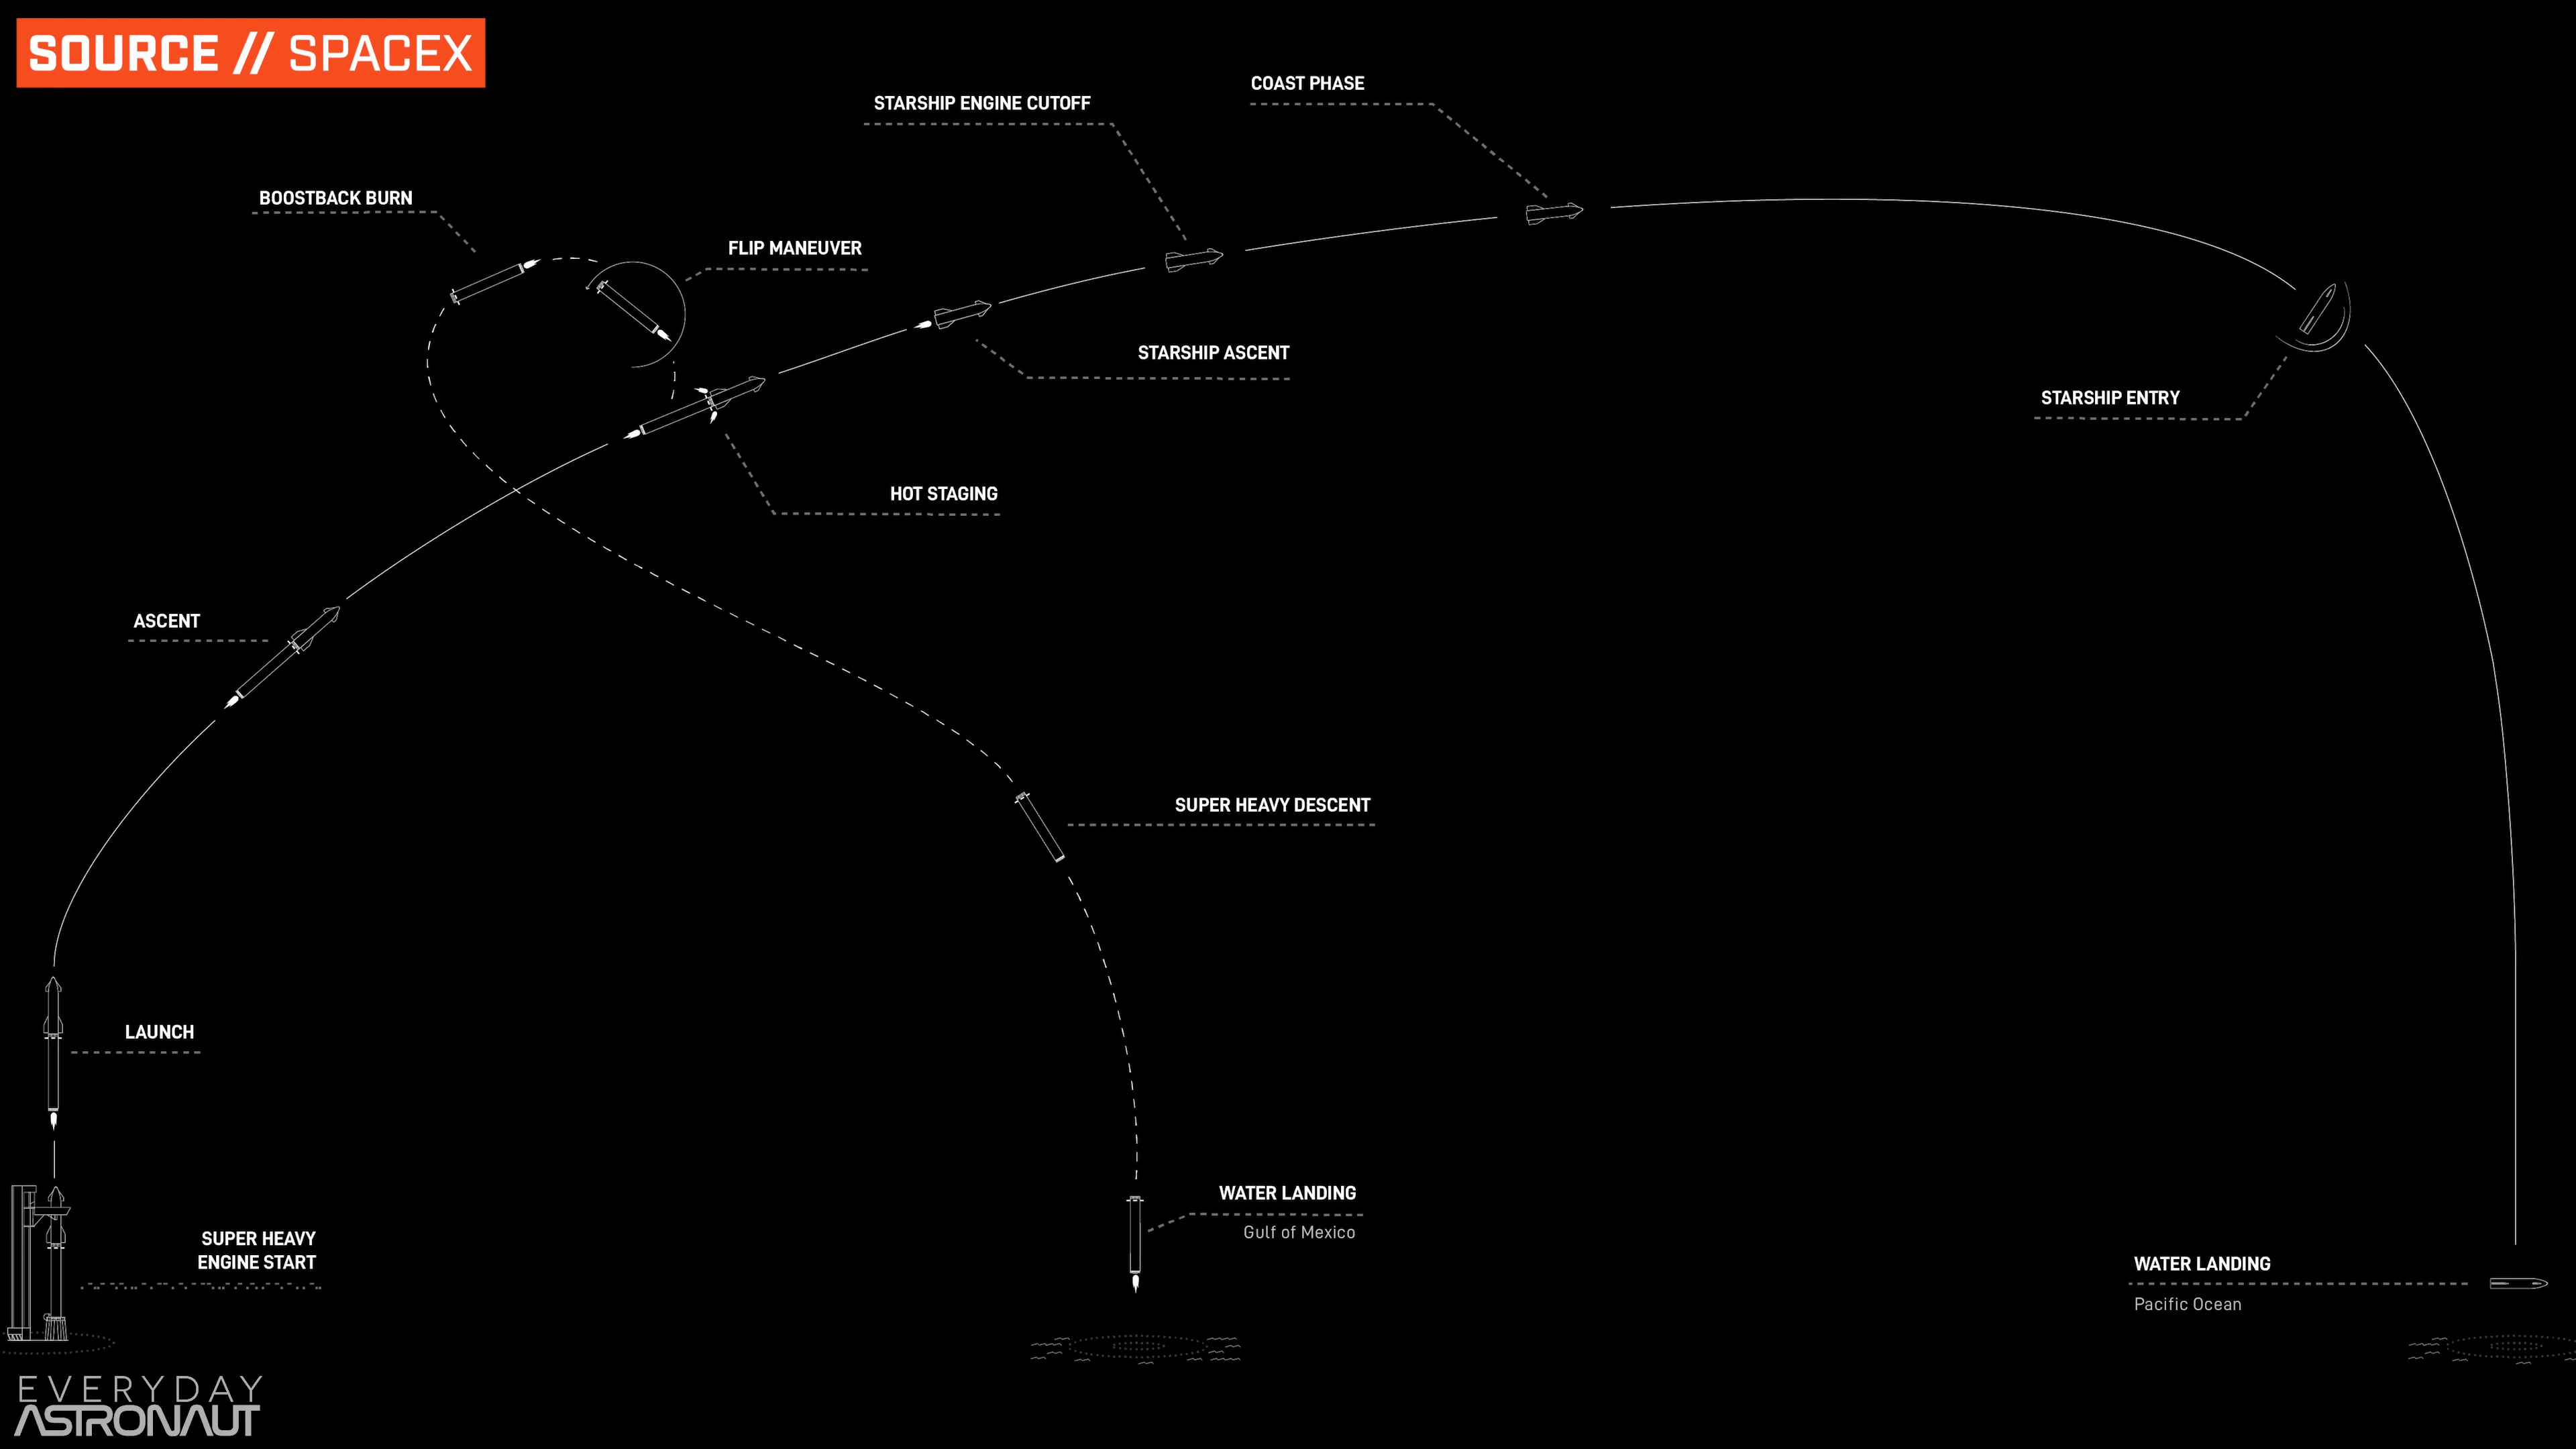 SOURCE // SPACEX
COAST PHASE
STARSHIP ENGINE CUTOFF
BOOSTBACK BURN
FLIP MANEUVER
STARSHIP ASCENT
STARSHIP ENTRY
HOT STAGING
ASCENT
SUPER HEAVY DESCENT
LAUNCH
WATER LANDING
Gulf of Mexico
SUPER HEAVY
ENGINE START
WATER LANDING
Pacific Ocean
EVERYDAY
ASTRONAUT